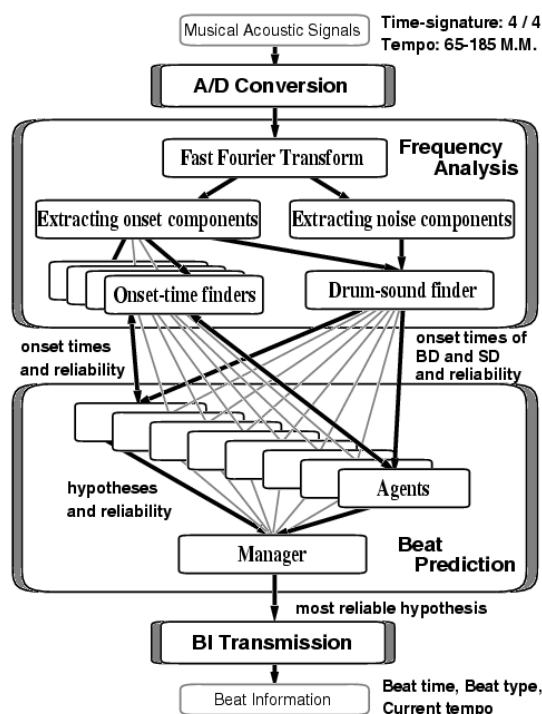 Musical Acoustic Signals
Time-signature: 4 / 4
Tempo: 65-185 M.M.
A/D Conversion
Fast Fourier Transform
Frequency
Analysis
Extracting onset components
Extracting noise components
Onset-time finders
Drum-sound finder
onset times
and reliability
onset times of
BD and SD
and reliability
hypotheses
and reliability
Agents
Manager
Beat
Prediction
most reliable hypothesis
BI Transmission
Beat Information
Beat time, Beat type,
Current tempo